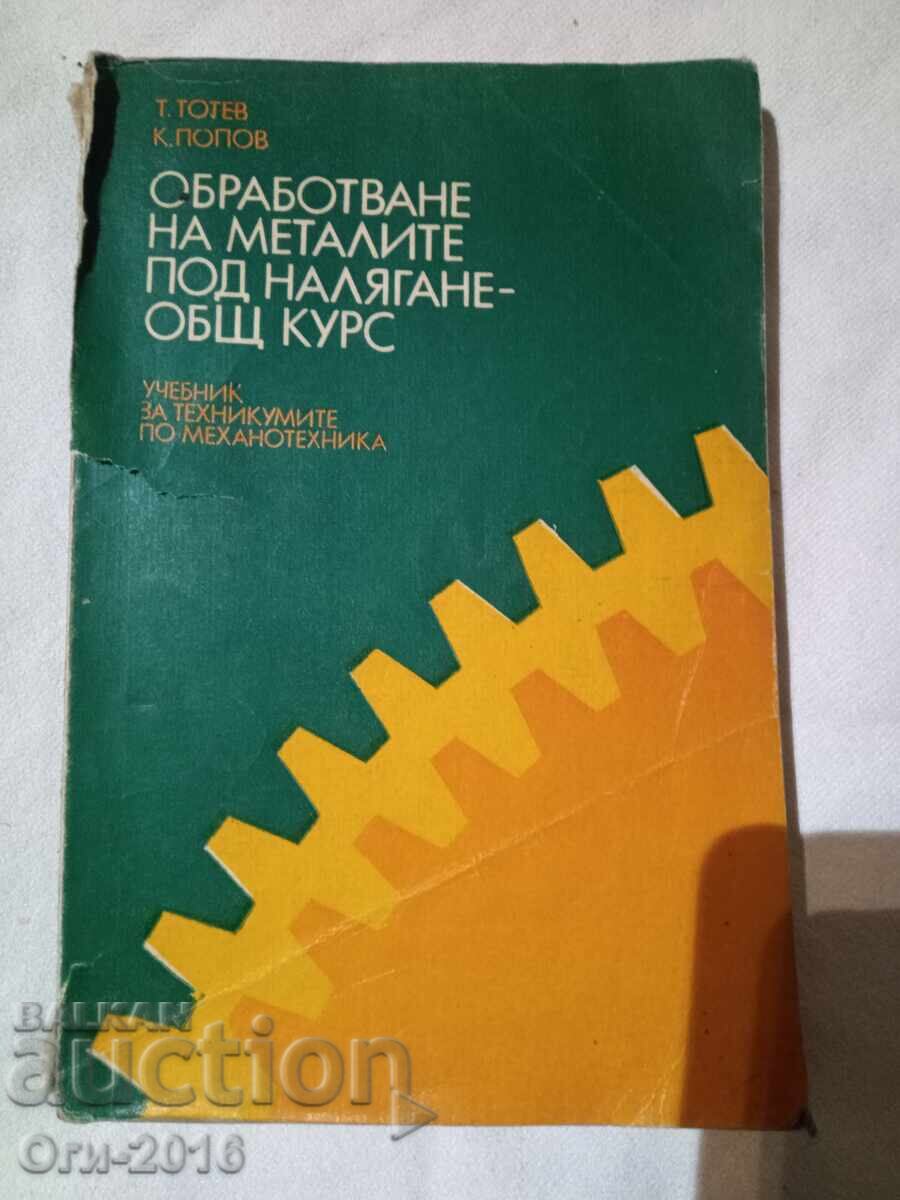 Т. ТОТЕВ
К. ПОПОВ
ОБРАБОТВАНЕ
НА МЕТАЛИТЕ
ПОД НАЛЯГАНЕ-
ОБЩ КУРС
УЧЕБНИК
ЗА ТЕХНИКУМИТЕ
ПО МЕХАНОТЕХНИКА
BALKAN
auction
Оги-2016